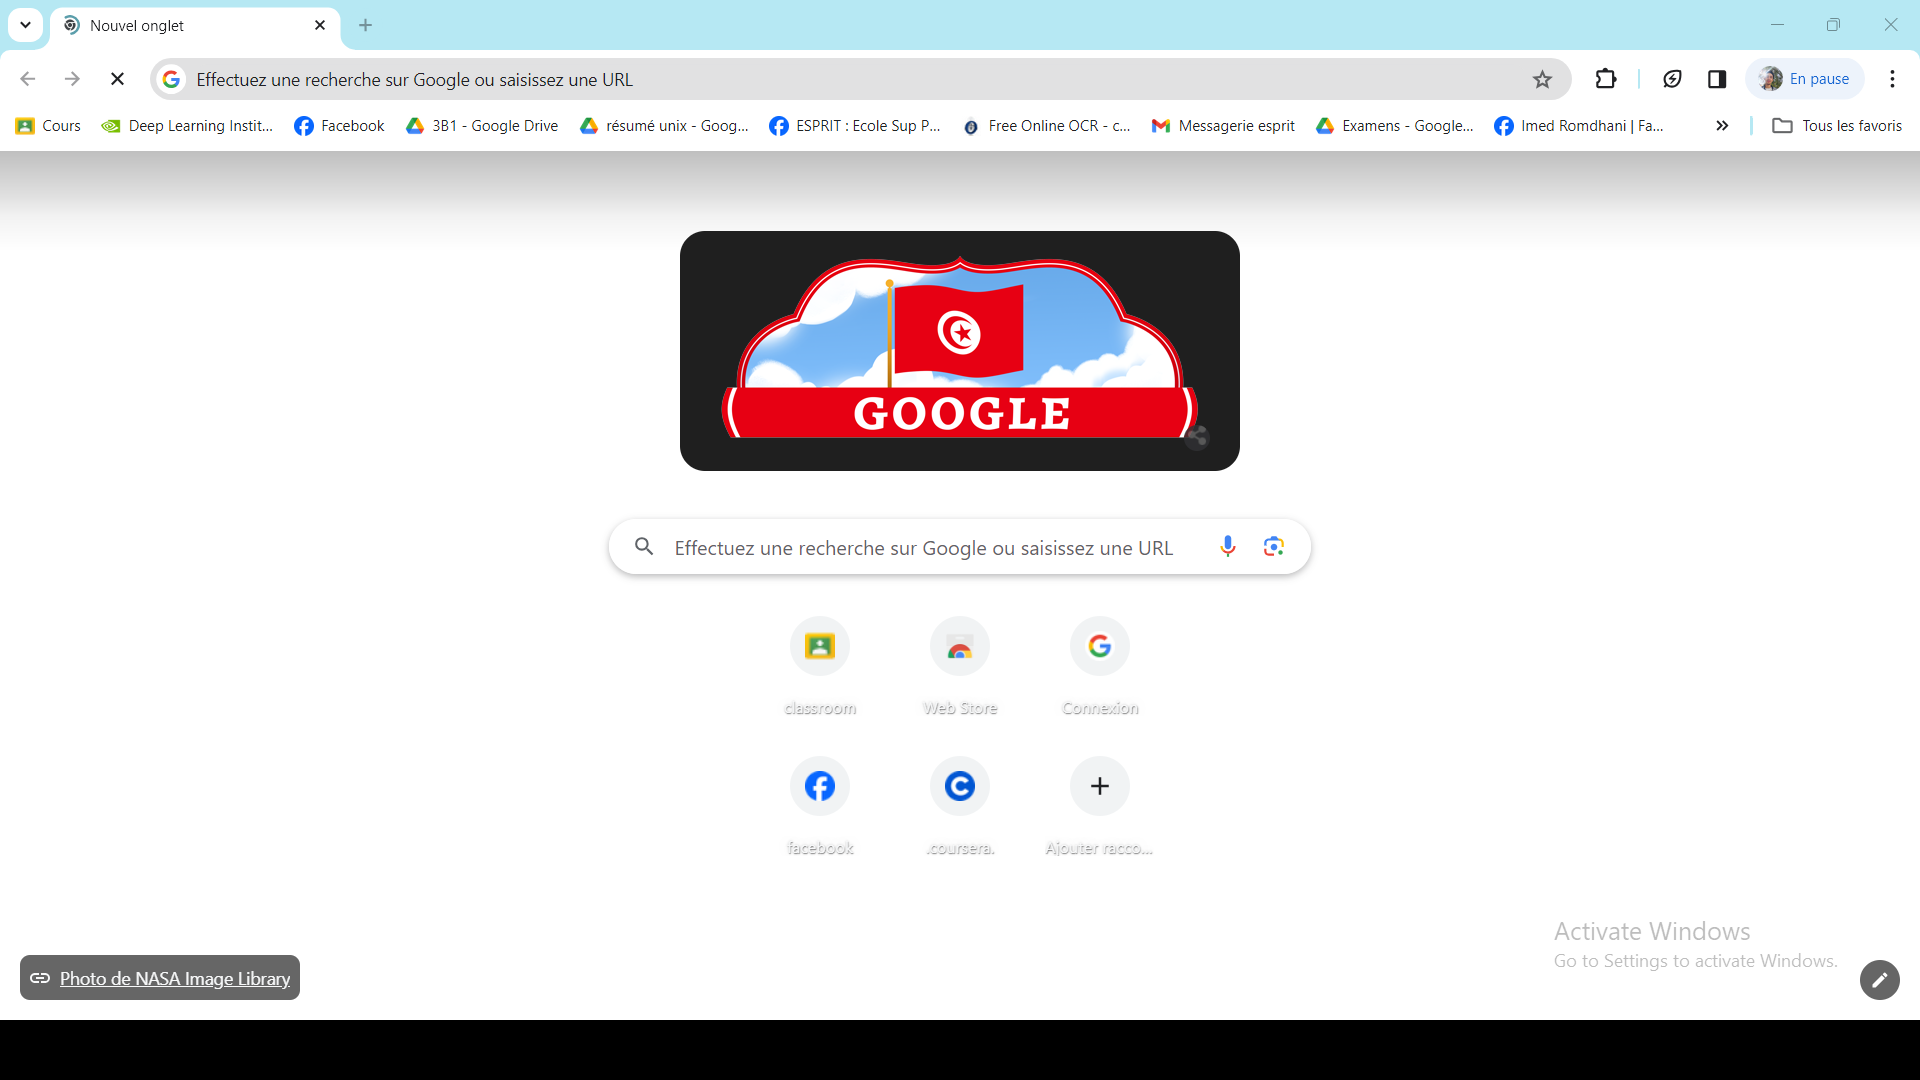 Nouvel onglet
Effectuez une recherche sur Google ou saisissez une URL
En pause
Cours
Deep Learning Instit...
Facebook
3B1 - Google Drive
résumé unix - Goog...
ESPRIT : Ecole Sup P...
Free Online OCR - c...
Messagerie esprit
Examens - Google...
Imed Romdhani | Fa...
Tous les favoris
GOOGLE
Effectuez une recherche sur Google ou saisissez une URL
classroom
Web Store
Connexion
facebook
.coursera.
Ajouter racco...
Activate Windows
Go to Settings to activate Windows.
Photo de NASA Image Library